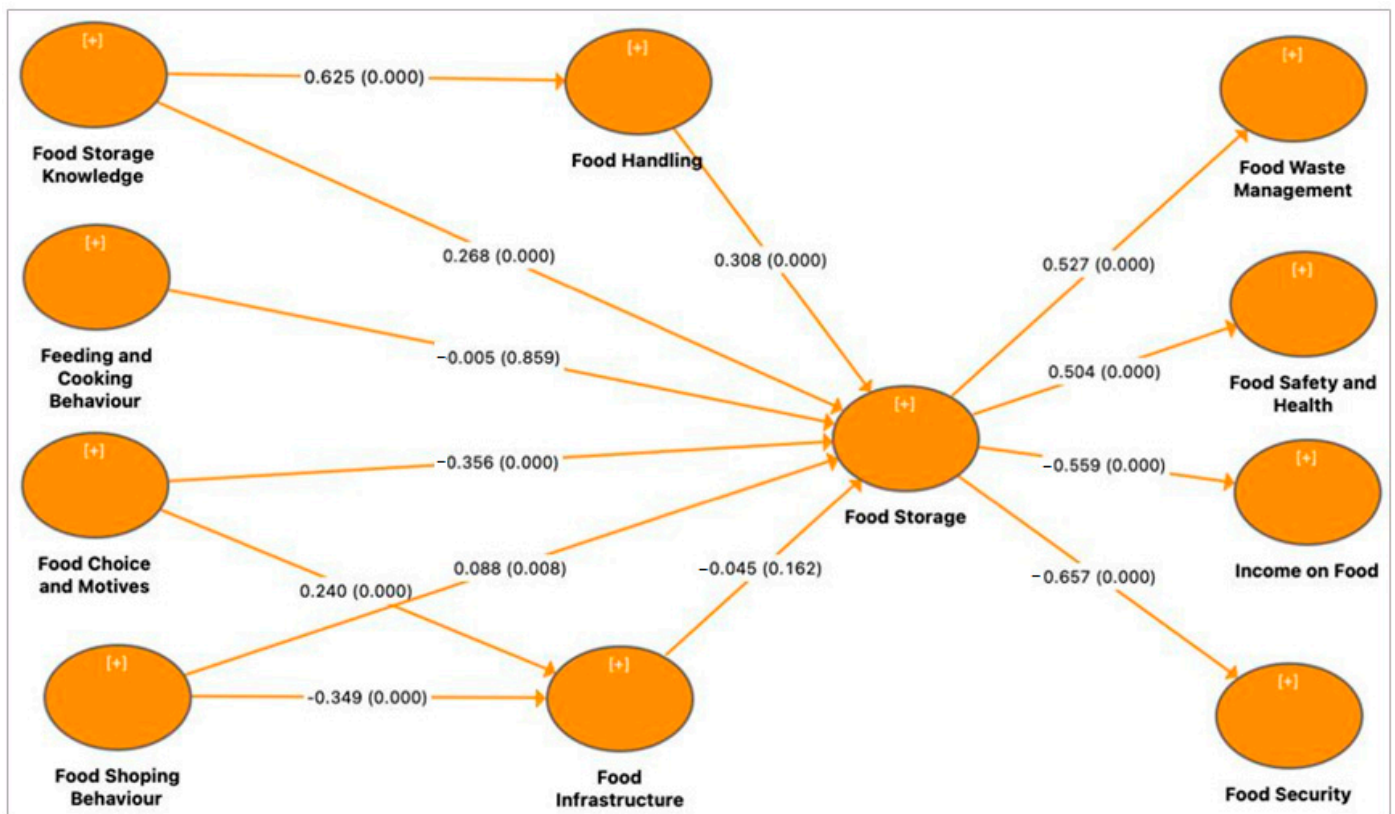 [+]
Food Storage
Knowledge
0.625 (0.000)
[+]
Food Handling
[+]
Food Waste
Management
0.268 (0.000)
0.308 (0.000)
0.527 (0.000)
[+]
Feeding and
Cooking
Behaviour
−0.005 (0.859)
[+]
Food Safety and
Health
0.504 (0.000)
[+]
Food Choice
and Motives
−0.356 (0.000)
[+]
Food Storage
−0.559 (0.000)
[+]
Income on Food
0.240 (0.000)
0.088 (0.008)
−0.045 (0.162)
−0.657 (0.000)
[+]
Food Shoping
Behaviour
-0.349 (0.000)
[+]
Food
Infrastructure
[+]
Food Security